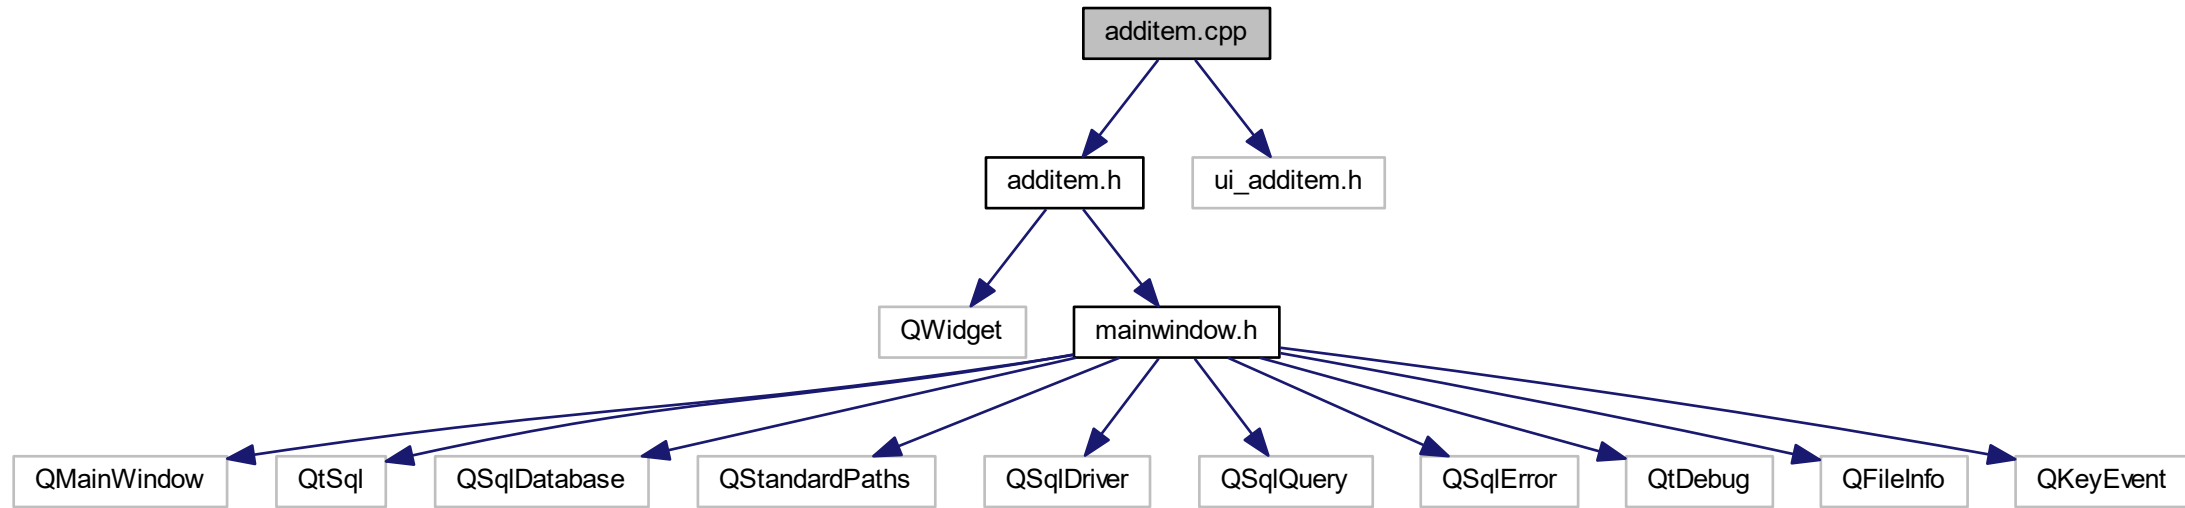 additem.cpp
additem.h
ui_additem.h
QWidget
mainwindow.h
QMainWindow
QtSql
QSqlDatabase
QStandardPaths
QSqlDriver
QSqlQuery
QSqlError
QtDebug
QFileInfo
QKeyEvent